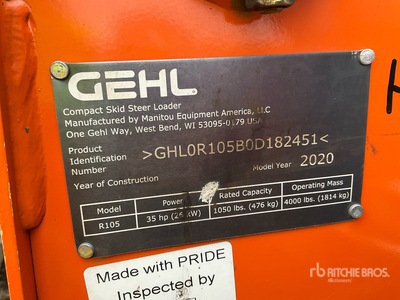 GEHL
Compact Skid Steer Loader
Manufactured by Manitou Equipment America, LLC
One Gehl Way, West Bend, WI 53095-0179 USA
Product
Identification
Number
>GHL0R105B0D182451<
Model Year 2020
Year of Construction
Model Power Rated Capacity Operating Mass
R105 35 hp (26 kW) 1050 lbs. (476 kg) 4000 lbs. (1814 kg)
Made with PRIDE
Inspected by
rb RITCHIE BROS.